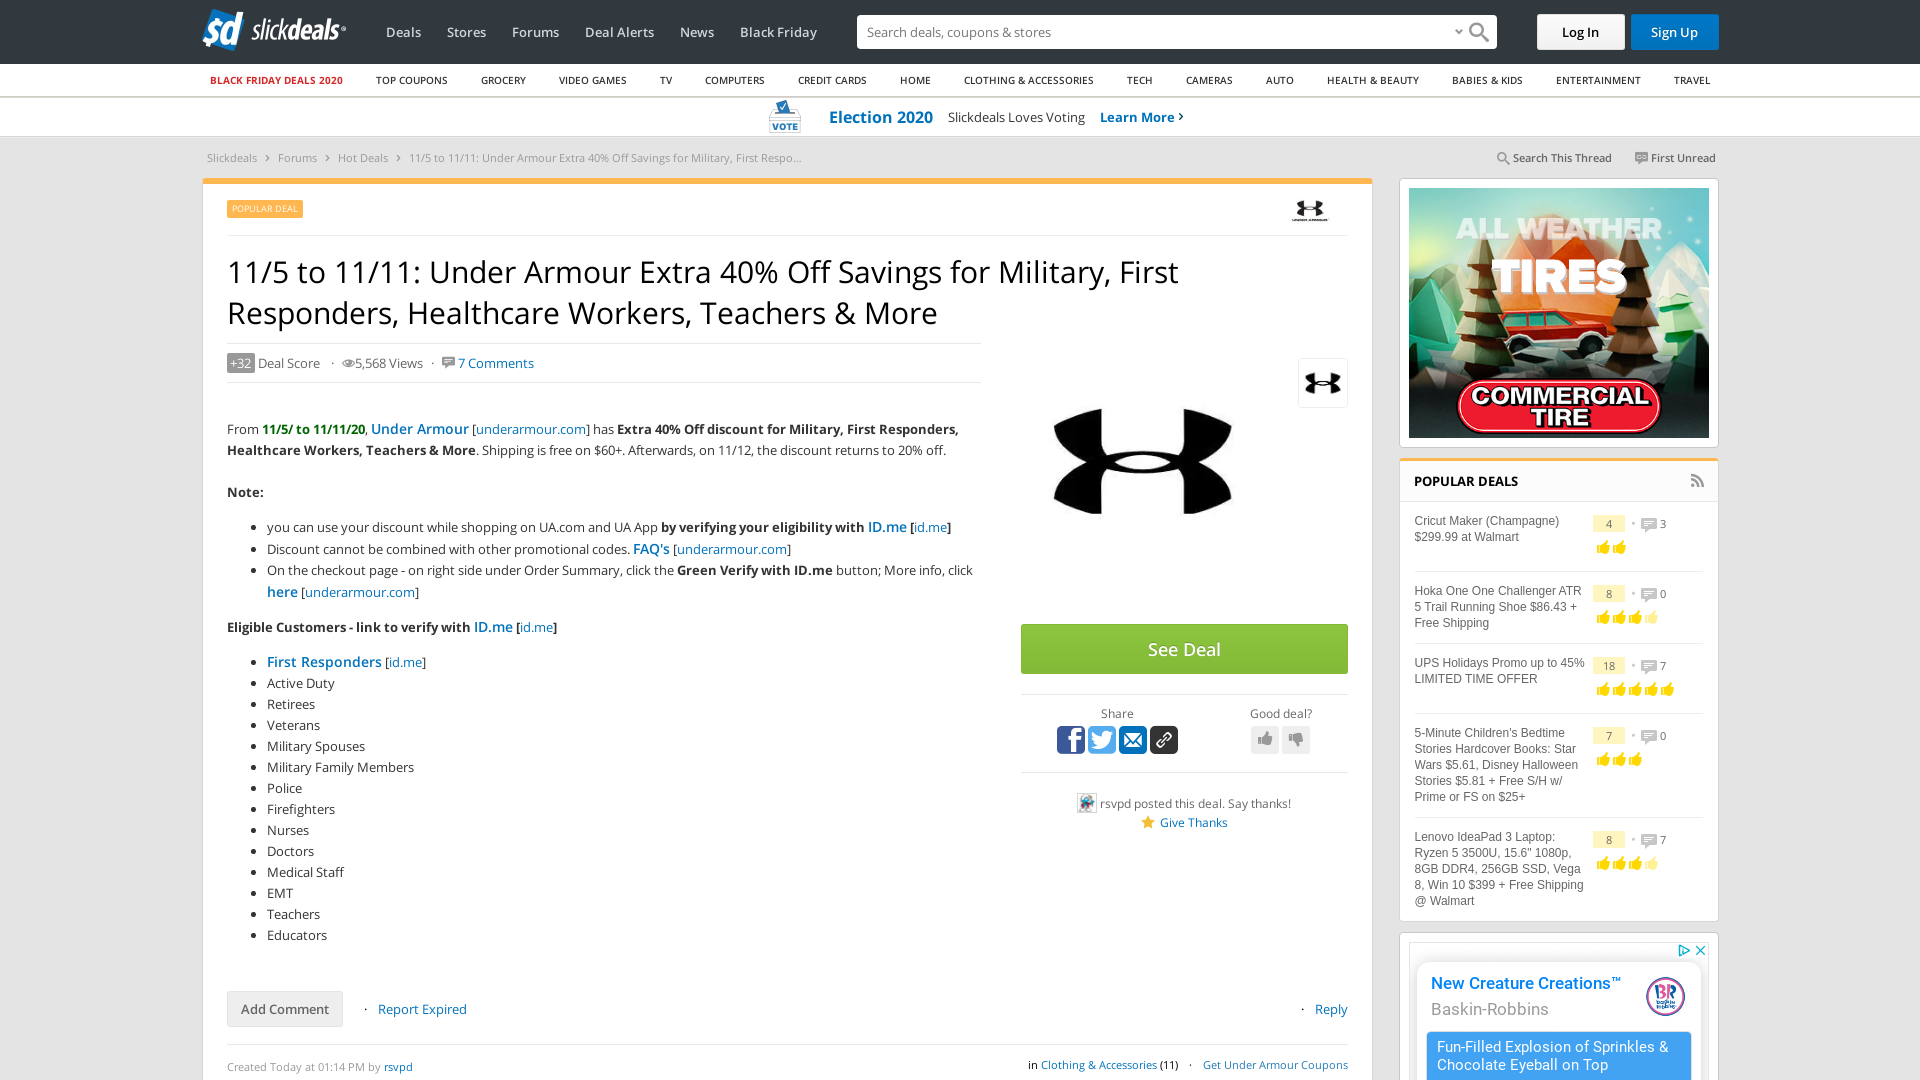 slickdeals
Deals Stores Forums Deal Alerts News Black Friday
Search deals, coupons & stores
Log In
Sign Up
BLACK FRIDAY DEALS 2020 TOP COUPONS GROCERY VIDEO GAMES TV COMPUTERS CREDIT CARDS HOME CLOTHING & ACCESSORIES TECH CAMERAS AUTO HEALTH & BEAUTY BABIES & KIDS ENTERTAINMENT TRAVEL
VOTE Election 2020 Slickdeals Loves Voting Learn More
Slickdeals > Forums > Hot Deals > 11/5 to 11/11: Under Armour Extra 40% Off Savings for Military, First Respo...
Search This Thread First Unread
POPULAR DEAL
UNDER ARMOUR
11/5 to 11/11: Under Armour Extra 40% Off Savings for Military, First
Responders, Healthcare Workers, Teachers & More
+32 Deal Score · 5,568 Views · 7 Comments
From 11/5/ to 11/11/20, Under Armour [underarmour.com] has Extra 40% Off discount for Military, First Responders,
Healthcare Workers, Teachers & More. Shipping is free on $60+. Afterwards, on 11/12, the discount returns to 20% off.
Note:
• you can use your discount while shopping on UA.com and UA App by verifying your eligibility with ID.me [id.me]
• Discount cannot be combined with other promotional codes. FAQ's [underarmour.com]
• On the checkout page - on right side under Order Summary, click the Green Verify with ID.me button; More info, click
here [underarmour.com]
Eligible Customers - link to verify with ID.me [id.me]
• First Responders [id.me]
• Active Duty
• Retirees
• Veterans
• Military Spouses
• Military Family Members
• Police
• Firefighters
• Nurses
• Doctors
• Medical Staff
• EMT
• Teachers
• Educators
See Deal
Share
Good deal?
rsvpd posted this deal. Say thanks!
Give Thanks
Add Comment · Report Expired
· Reply
Created Today at 01:14 PM by rsvpd
in Clothing & Accessories (11) · Get Under Armour Coupons
ALL WEATHER
TIRES
COMMERCIAL
TIRE
POPULAR DEALS
Cricut Maker (Champagne)
$299.99 at Walmart
4 • 3
Hoka One One Challenger ATR
5 Trail Running Shoe $86.43 +
Free Shipping
8 • 0
UPS Holidays Promo up to 45%
LIMITED TIME OFFER
18 • 7
5-Minute Children's Bedtime
Stories Hardcover Books: Star
Wars $5.61, Disney Halloween
Stories $5.81 + Free S/H w/
Prime or FS on $25+
7 • 0
Lenovo IdeaPad 3 Laptop:
Ryzen 5 3500U, 15.6" 1080p,
8GB DDR4, 256GB SSD, Vega
8, Win 10 $399 + Free Shipping
@ Walmart
8 • 7
New Creature Creations™
Baskin-Robbins
Fun-Filled Explosion of Sprinkles &
Chocolate Eyeball on Top